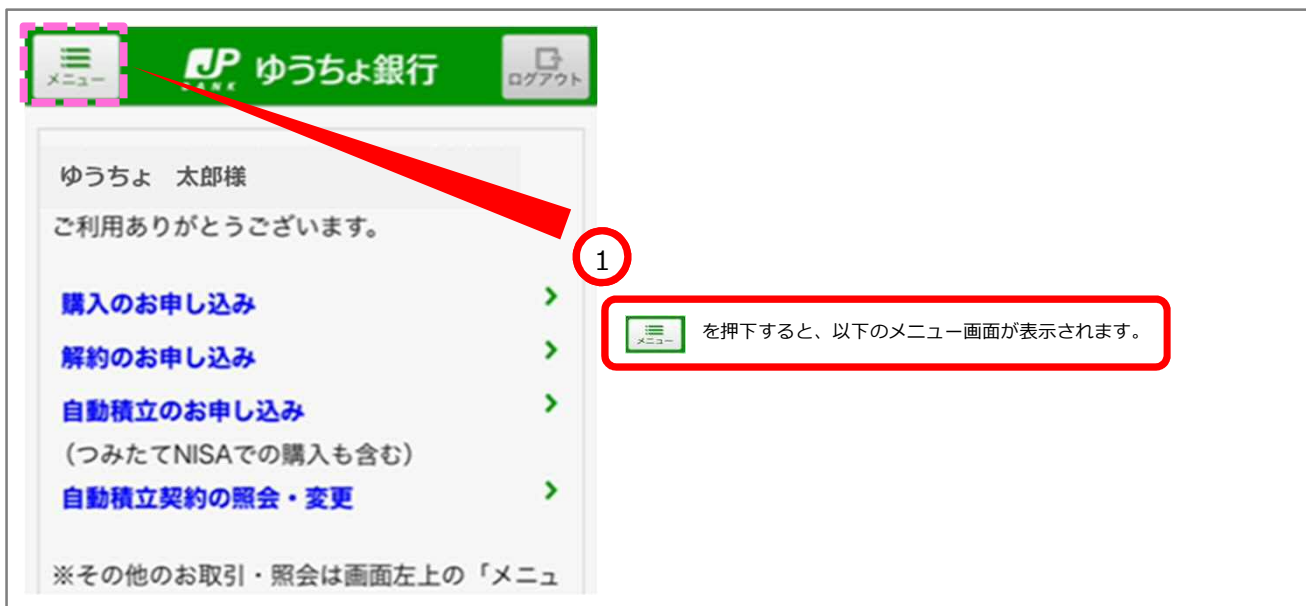 メニュー
JP BANK ゆうちょ銀行
ログアウト
ゆうちょ　太郎様
ご利用ありがとうございます。
購入のお申し込み
解約のお申し込み
自動積立のお申し込み
（つみたてNISAでの購入も含む）
自動積立契約の照会・変更
※その他のお取引・照会は画面左上の「メニュ
1
メニュー を押下すると、以下のメニュー画面が表示されます。